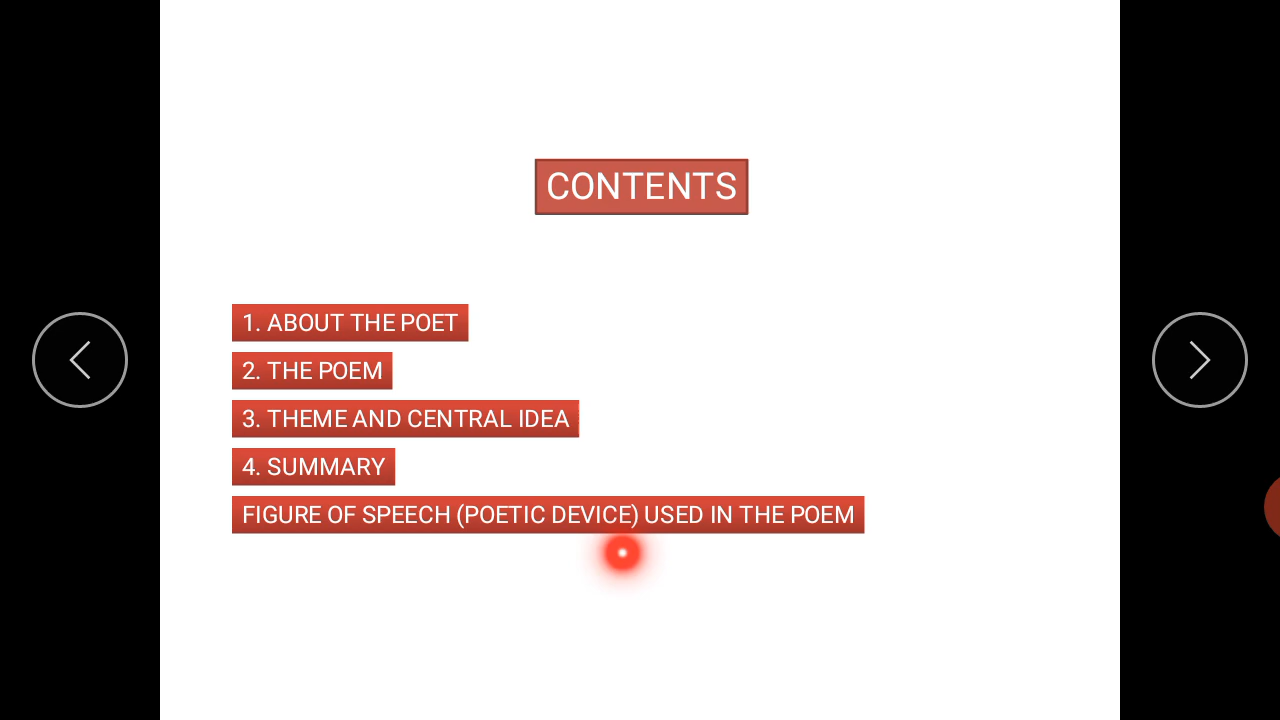 CONTENTS
1. ABOUT THE POET
2. THE POEM
3. THEME AND CENTRAL IDEA
4. SUMMARY
FIGURE OF SPEECH (POETIC DEVICE) USED IN THE POEM